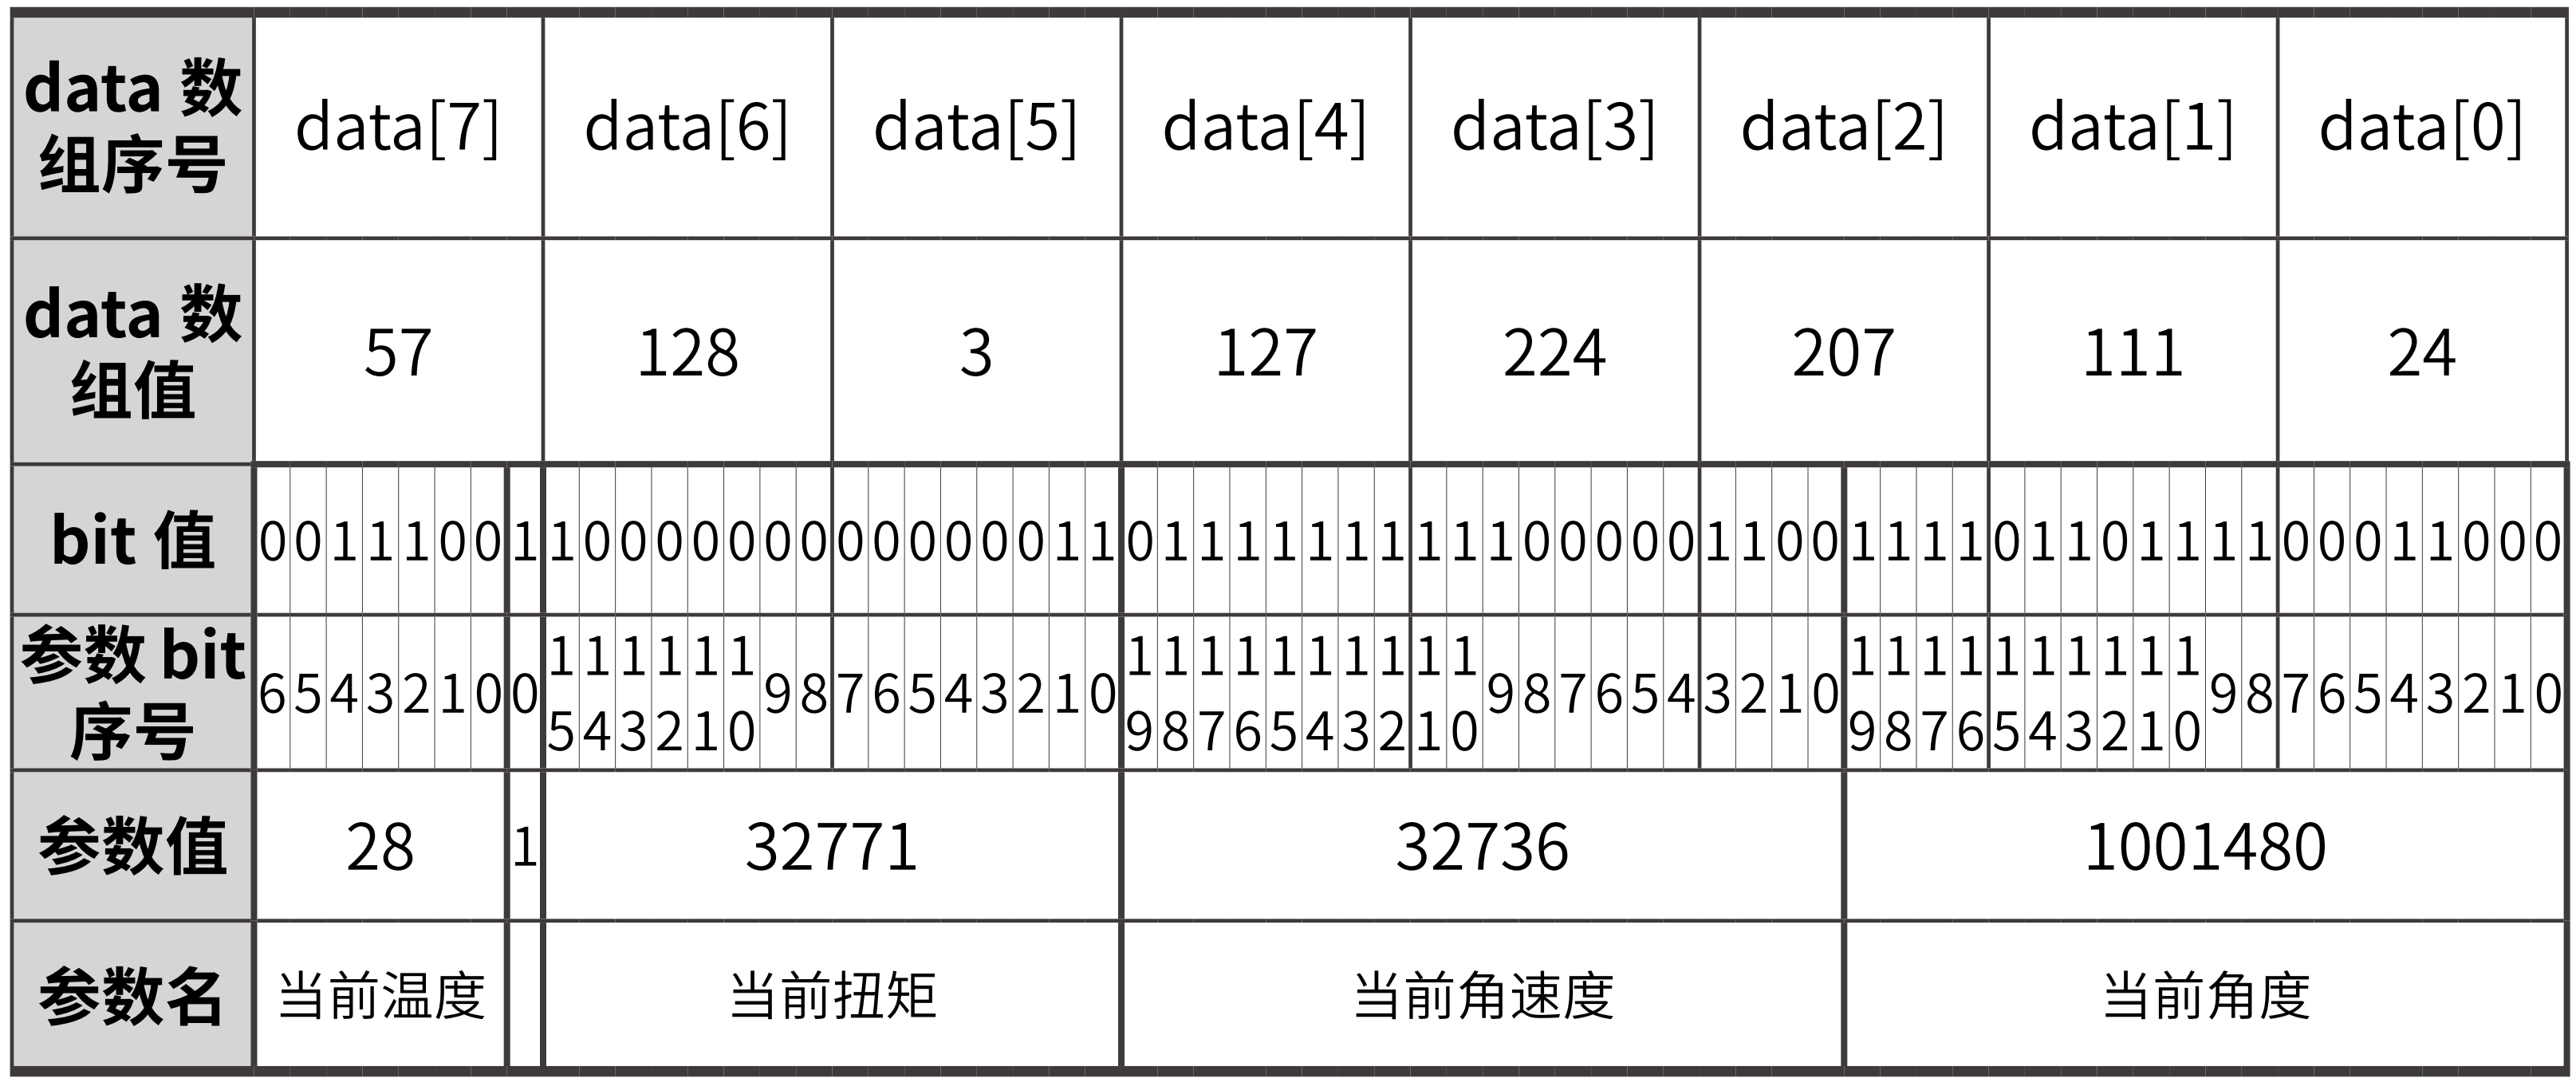 data 数组序号 data[7] data[6] data[5] data[4] data[3] data[2] data[1] data[0]
data 数组值 57 128 3 127 224 207 111 24
bit 值 0 0 1 1 1 0 0 1 1 0 0 0 0 0 0 0 0 0 0 0 0 0 1 1 0 1 1 1 1 1 1 1 1 1 1 0 0 0 0 0 1 1 0 0 1 1 1 1 0 1 1 0 1 1 1 1 0 0 0 1 1 0 0 0
参数 bit 序号 6 5 4 3 2 1 0 0 15 14 13 12 11 10 9 8 7 6 5 4 3 2 1 0 19 18 17 16 15 14 13 12 11 10 9 8 7 6 5 4 3 2 1 0 19 18 17 16 15 14 13 12 11 10 9 8 7 6 5 4 3 2 1 0
参数值 28 1 32771 32736 1001480
参数名 当前温度 当前扭矩 当前角速度 当前角度